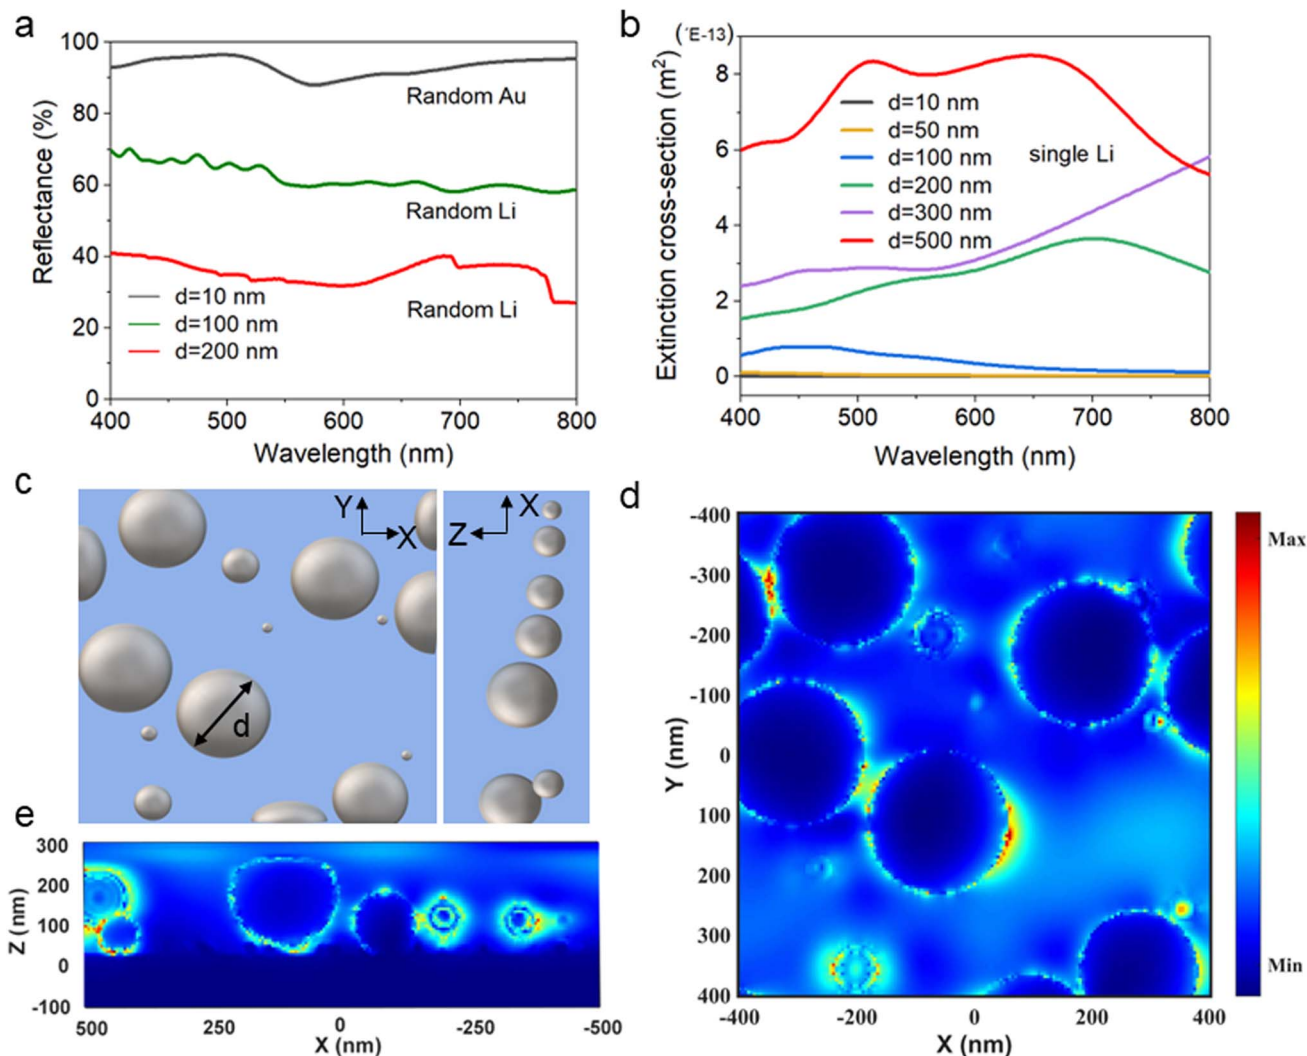 a
100
80
60
40
20
0
Reflectance (%)
Random Au
Random Li
Random Li
d=10 nm
d=100 nm
d=200 nm
400
500
600
700
800
Wavelength (nm)
b
(´E-13)
8
6
4
2
0
Extinction cross-section (m²)
d=10 nm
d=50 nm
d=100 nm
d=200 nm
d=300 nm
d=500 nm
single Li
400
500
600
700
800
Wavelength (nm)
c
Y
X
d
X
Z
d
-400
-300
-200
-100
0
100
200
300
400
Y (nm)
-400
-200
0
200
400
X (nm)
Max
Min
e
300
200
100
0
-100
Z (nm)
500
250
0
-250
-500
X (nm)